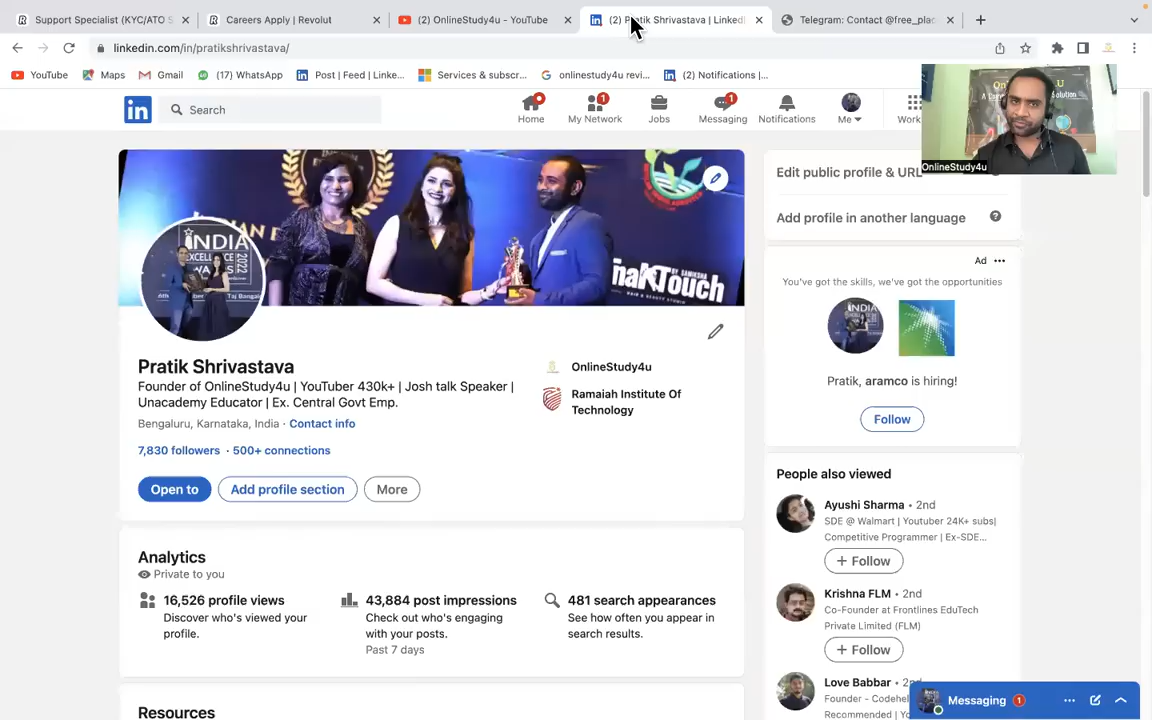 Support Specialist (KYC/ATO S
Careers Apply | Revolut
(2) OnlineStudy4u - YouTube
(2) Pratik Shrivastava | LinkedI
Telegram: Contact @free_plac
linkedin.com/in/pratikshrivastava/
YouTube
Maps
Gmail
(17) WhatsApp
Post | Feed | Linke...
Services & subscr...
onlinestudy4u revi...
(2) Notifications |...
in
Search
Home
1
My Network
Jobs
1
Messaging
Notifications
Me
Work
OnlineStudy4U
Pratik Shrivastava
Founder of OnlineStudy4u | YouTuber 430k+ | Josh talk Speaker |
Unacademy Educator | Ex. Central Govt Emp.
Bengaluru, Karnataka, India · Contact info
7,830 followers · 500+ connections
OnlineStudy4u
Ramaiah Institute Of
Technology
Open to
Add profile section
More
INDIA
EXCELLENCE
AWARDS
2022
Analytics
Private to you
16,526 profile views
Discover who's viewed your
profile.
43,884 post impressions
Check out who's engaging
with your posts.
Past 7 days
481 search appearances
See how often you appear in
search results.
Resources
Edit public profile & URL
Add profile in another language
Ad
You've got the skills, we've got the opportunities
Pratik, aramco is hiring!
Follow
People also viewed
Ayushi Sharma • 2nd
SDE @ Walmart | Youtuber 24K+ subs|
Competitive Programmer | Ex-SDE...
+ Follow
Krishna FLM • 2nd
Co-Founder at Frontlines EduTech
Private Limited (FLM)
+ Follow
Love Babbar • 2nd
Founder - Codehel
Recommended | Yo
Messaging
1